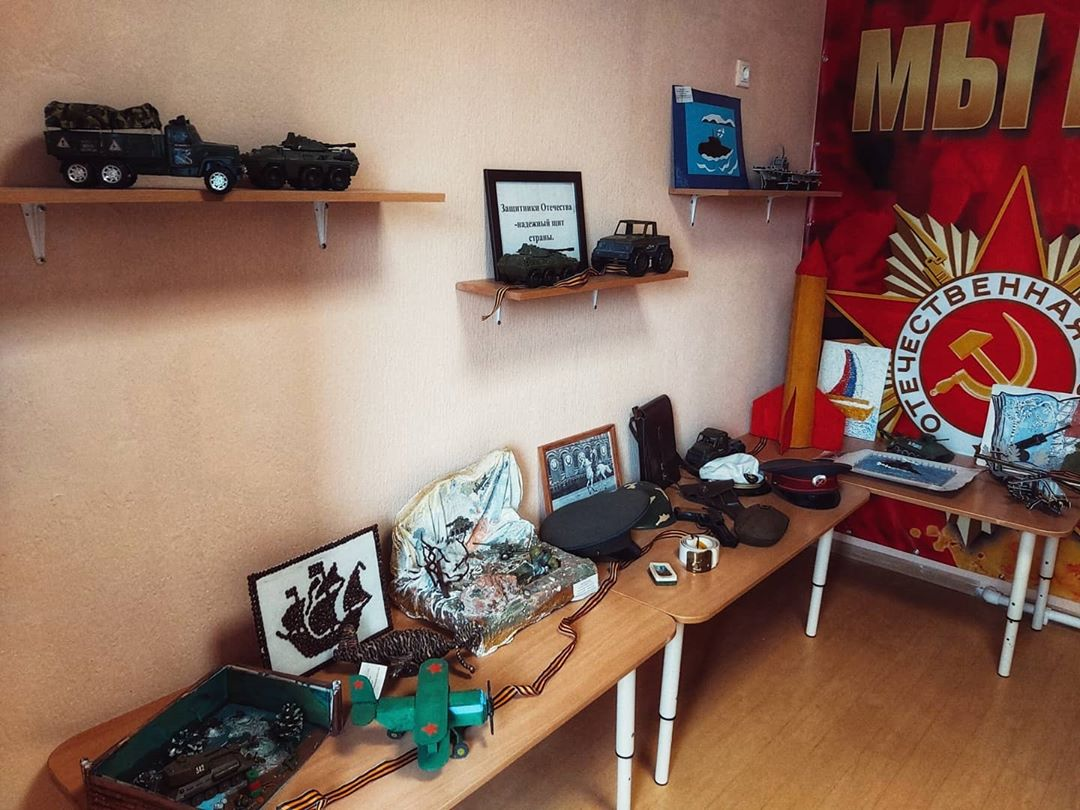 МЫ
Защитники Отечества
-надежный щит
страны.
ОТЕЧЕСТВЕННАЯ